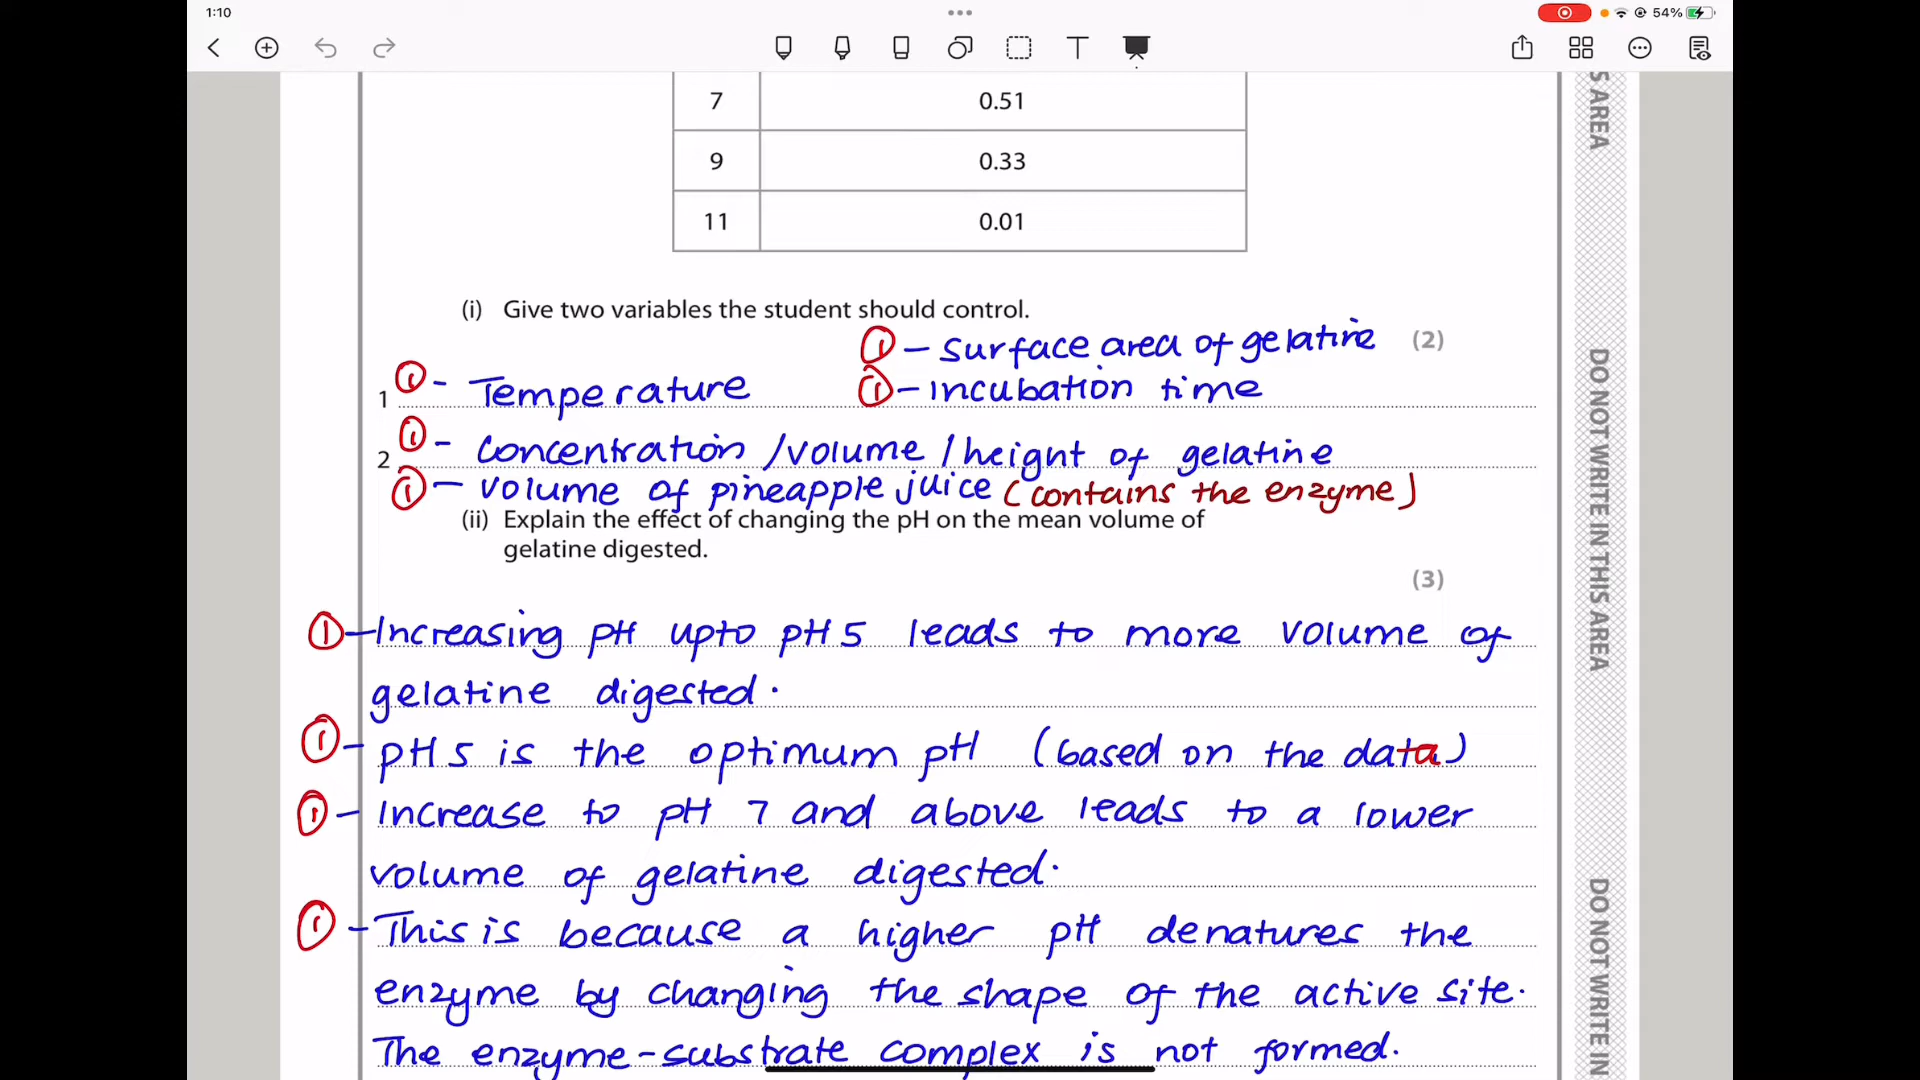 1:10
54%
7 0.51
9 0.33
11 0.01
(i) Give two variables the student should control.
(2)
① - surface area of gelatine
1 ① - Temperature ① - incubation time
2 ① - concentration /volume /height of gelatine
① - volume of pineapple juice (contains the enzyme)
(ii) Explain the effect of changing the pH on the mean volume of
gelatine digested.
(3)
① - Increasing pH upto pH 5 leads to more volume of
gelatine digested.
① - pH 5 is the optimum pH (based on the data)
① - Increase to pH 7 and above leads to a lower
volume of gelatine digested.
① - This is because a higher pH denatures the
enzyme by changing the shape of the active site.
The enzyme-substrate complex is not formed.
S AREA
DO NOT WRITE IN THIS AREA
DO NOT WRITE IN